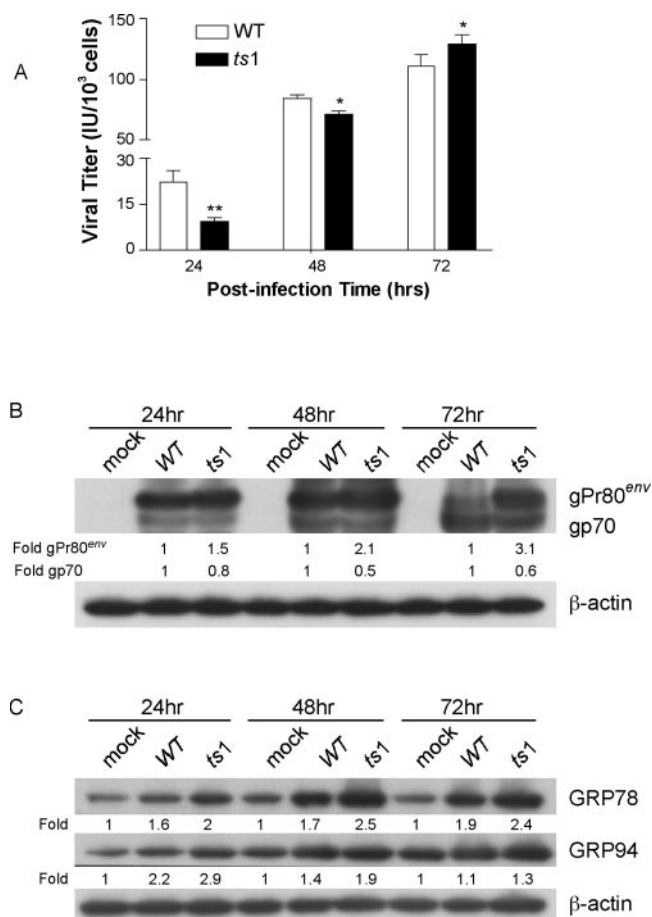 A
Viral Titer (IU/10³ cells)
150
100
50
30
15
0
WT
ts1
**
*
*
24
48
72
Post-infection Time (hrs)
B
24hr
48hr
72hr
mock
WT
ts1
mock
WT
ts1
mock
WT
ts1
gPr80env
gp70
Fold gPr80env 1 1.5 1 2.1 1 3.1
Fold gp70 1 0.8 1 0.5 1 0.6
β-actin
C
24hr
48hr
72hr
mock
WT
ts1
mock
WT
ts1
mock
WT
ts1
GRP78
Fold 1 1.6 2 1 1.7 2.5 1 1.9 2.4
GRP94
Fold 1 2.2 2.9 1 1.4 1.9 1 1.1 1.3
β-actin